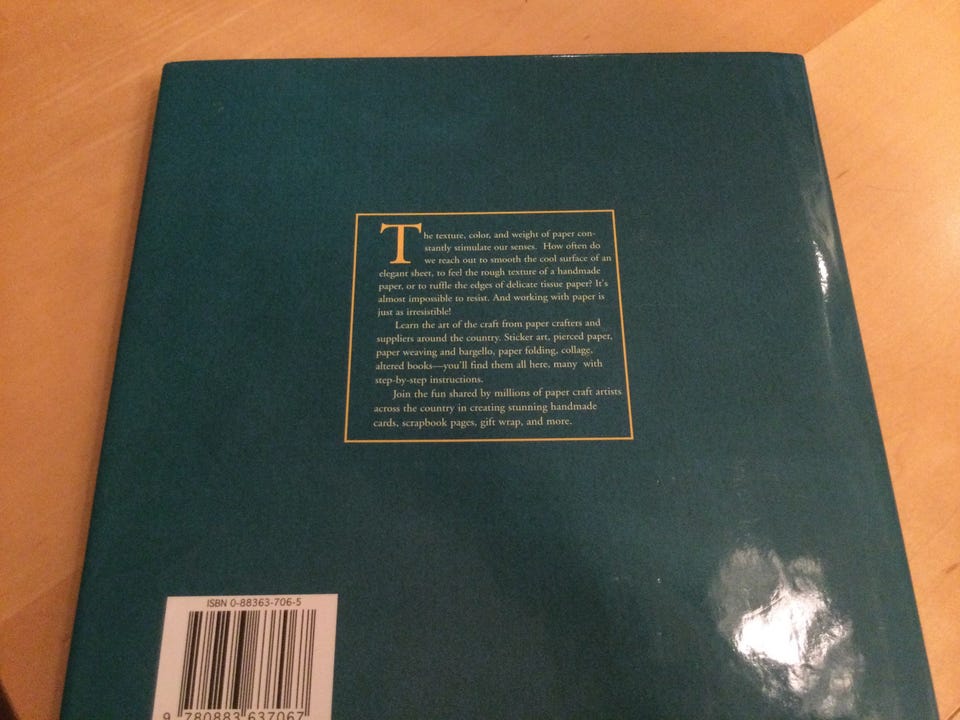 The texture, color, and weight of paper con-
stantly stimulate our senses. How often do
we reach out to smooth the cool surface of an
elegant sheet, to feel the rough texture of a handmade
paper, or to ruffle the edges of delicate tissue paper? It's
almost impossible to resist. And working with paper is
just as irresistible!
Learn the art of the craft from paper crafters and
suppliers around the country. Sticker art, pierced paper,
paper weaving and bargello, paper folding, collage,
altered books—you'll find them all here, many with
step-by-step instructions.
Join the fun shared by millions of paper craft artists
across the country in creating stunning handmade
cards, scrapbook pages, gift wrap, and more.
ISBN 0-88363-706-5
9 780883 637067